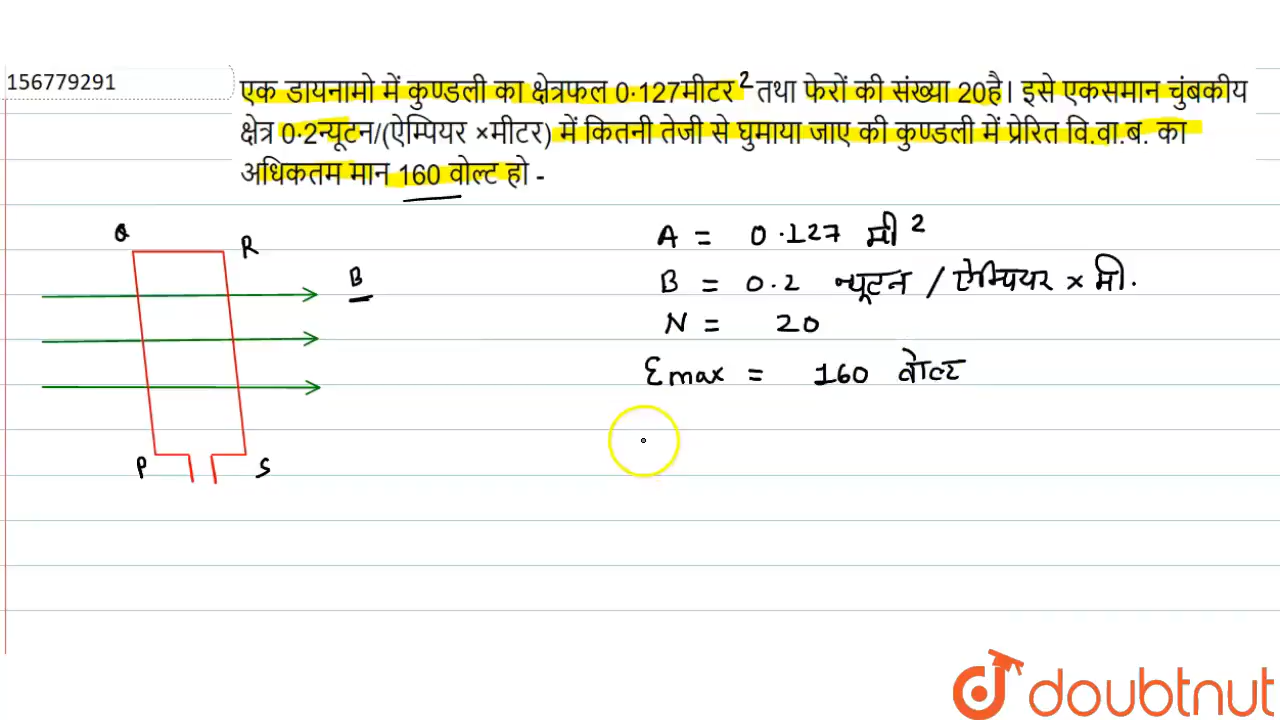 156779291
एक डायनामो में कुण्डली का क्षेत्रफल 0·127मीटर² तथा फेरों की संख्या 20है। इसे एकसमान चुंबकीय
क्षेत्र 0·2न्यूटन/(ऐम्पियर ×मीटर) में कितनी तेजी से घुमाया जाए की कुण्डली में प्रेरित वि.वा.ब. का
अधिकतम मान 160 वोल्ट हो -
Q
R
B
P
S
A = 0.127 मी²
B = 0.2 न्यूटन / ऐम्पियर × मी.
N = 20
Ɛmax = 160 वोल्ट
doubtnut